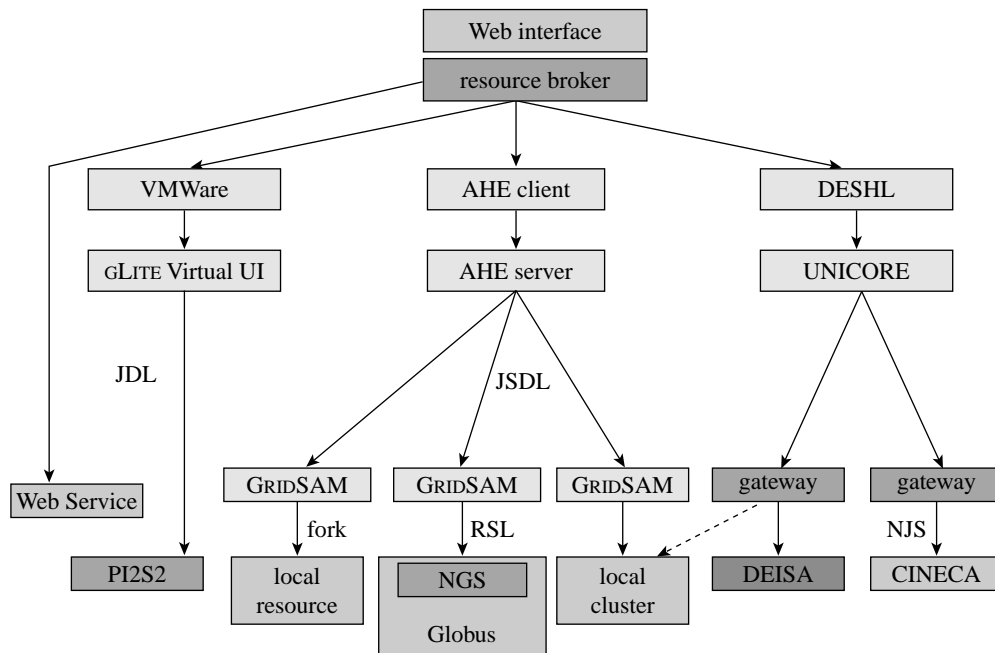 Web interface
resource broker
VMWare
AHE client
DESHL
GLITE Virtual UI
AHE server
UNICORE
JDL
JSDL
GRIDSAM
GRIDSAM
GRIDSAM
gateway
gateway
Web Service
fork
RSL
NJS
PI2S2
local
resource
NGS
Globus
local
cluster
DEISA
CINECA